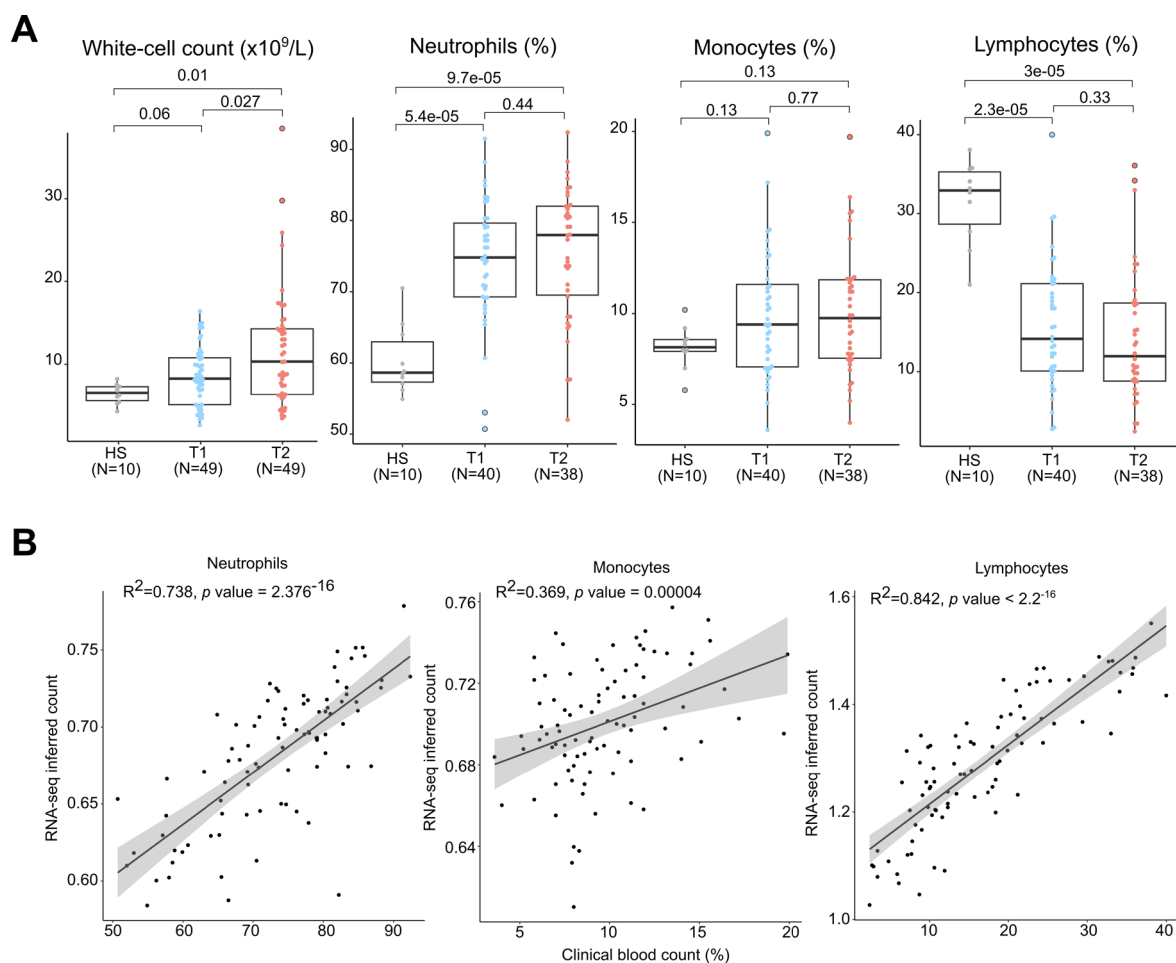 A
White-cell count (x10⁹/L)
0.01
0.06
0.027
30
20
10
HS
(N=10)
T1
(N=49)
T2
(N=49)
Neutrophils (%)
9.7e-05
5.4e-05
0.44
90
80
70
60
50
HS
(N=10)
T1
(N=40)
T2
(N=38)
Monocytes (%)
0.13
0.13
0.77
20
15
10
5
HS
(N=10)
T1
(N=40)
T2
(N=38)
Lymphocytes (%)
3e-05
2.3e-05
0.33
40
30
20
10
HS
(N=10)
T1
(N=40)
T2
(N=38)
B
Neutrophils
R²=0.738, p value = 2.376⁻¹⁶
RNA-seq inferred count
0.75
0.70
0.65
0.60
50 60 70 80 90
Monocytes
R²=0.369, p value = 0.00004
RNA-seq inferred count
0.76
0.72
0.68
0.64
5 10 15 20
Clinical blood count (%)
Lymphocytes
R²=0.842, p value < 2.2⁻¹⁶
RNA-seq inferred count
1.6
1.4
1.2
1.0
10 20 30 40